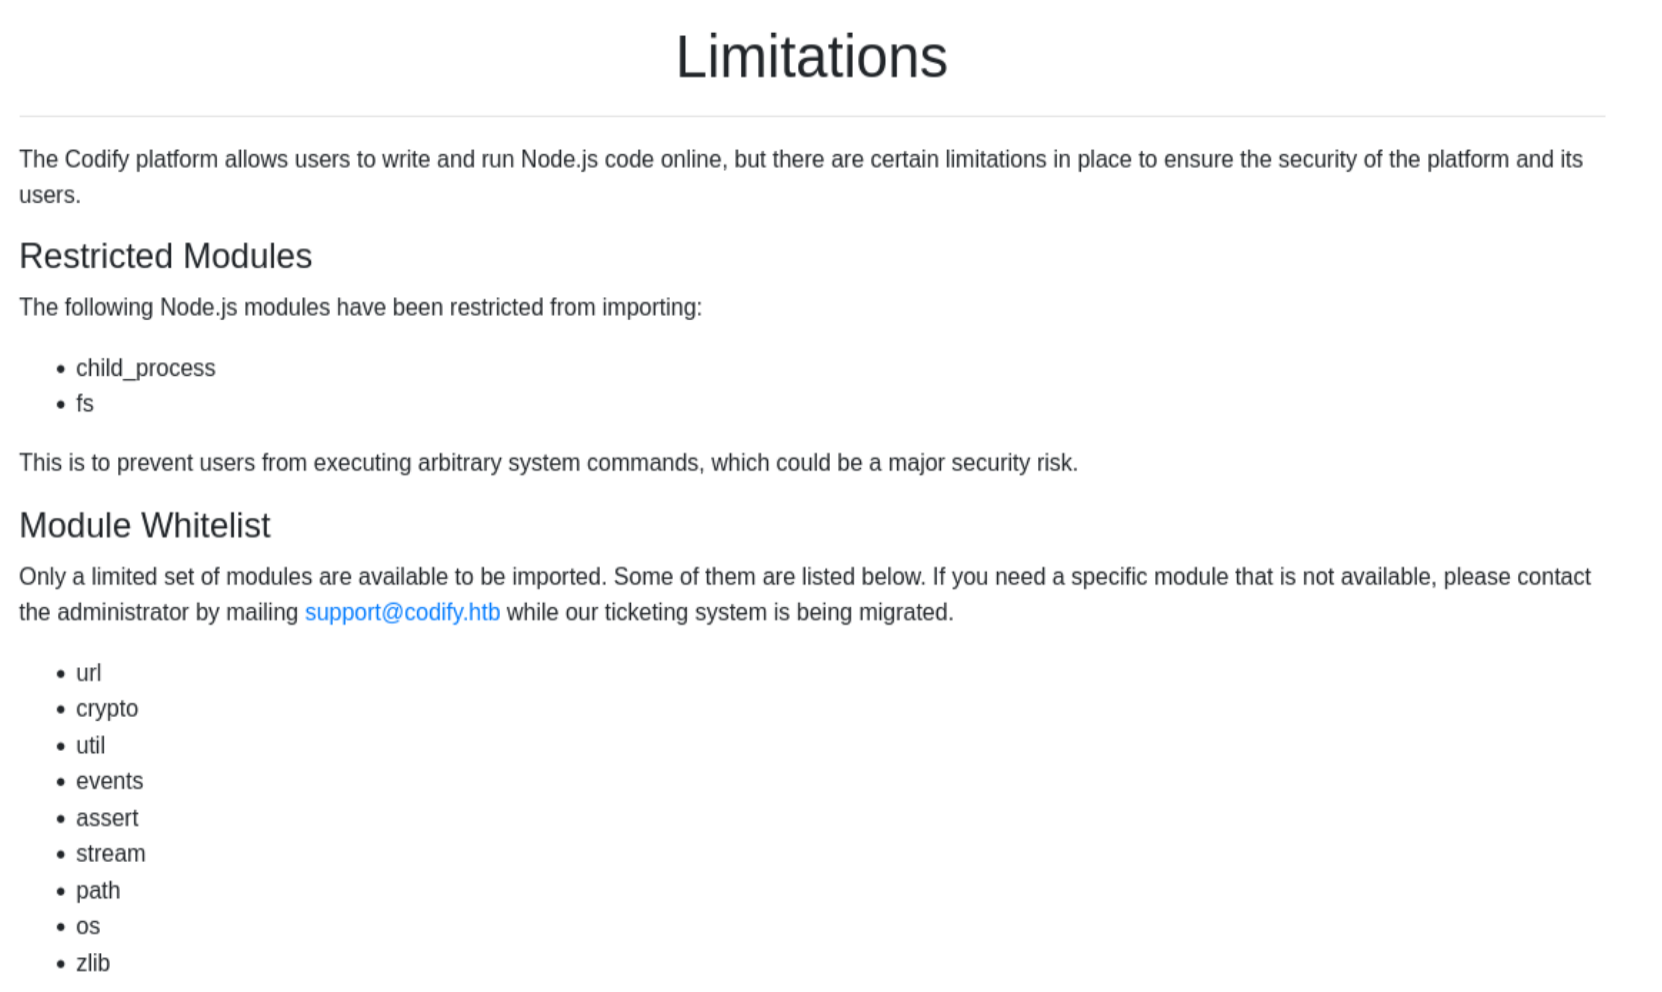 Limitations
The Codify platform allows users to write and run Node.js code online, but there are certain limitations in place to ensure the security of the platform and its
users.
Restricted Modules
The following Node.js modules have been restricted from importing:
• child_process
• fs
This is to prevent users from executing arbitrary system commands, which could be a major security risk.
Module Whitelist
Only a limited set of modules are available to be imported. Some of them are listed below. If you need a specific module that is not available, please contact
the administrator by mailing support@codify.htb while our ticketing system is being migrated.
• url
• crypto
• util
• events
• assert
• stream
• path
• os
• zlib